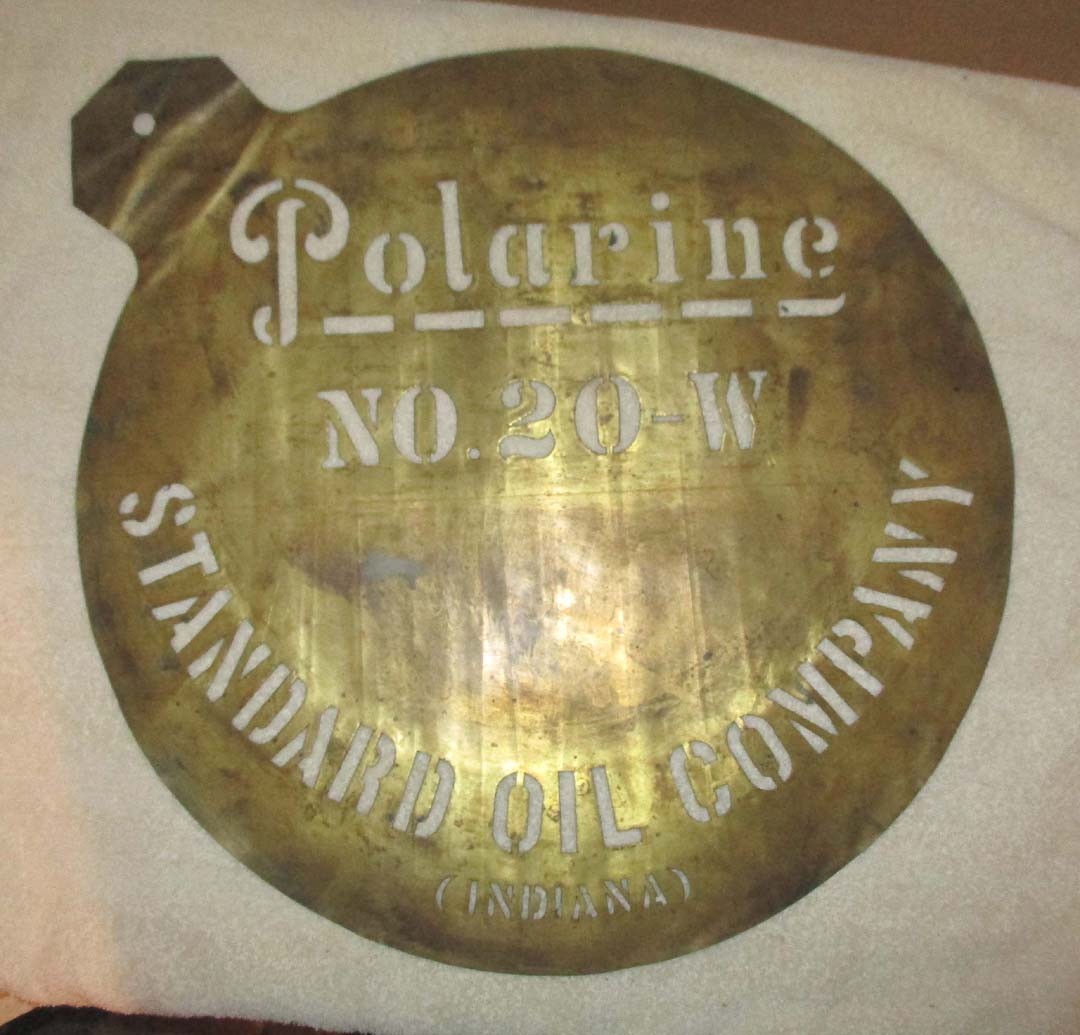 Polarine
NO. 20-W
STANDARD OIL COMPANY
(INDIANA)